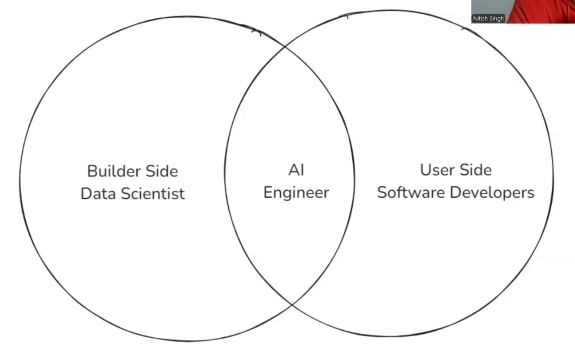 Nitish Singh
Builder Side
Data Scientist
AI
Engineer
User Side
Software Developers